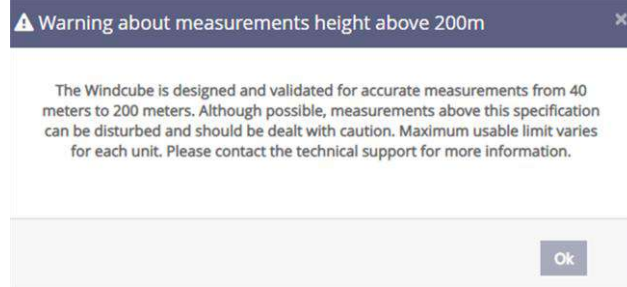 Warning about measurements height above 200m
The Windcube is designed and validated for accurate measurements from 40
meters to 200 meters. Although possible, measurements above this specification
can be disturbed and should be dealt with caution. Maximum usable limit varies
for each unit. Please contact the technical support for more information.
Ok